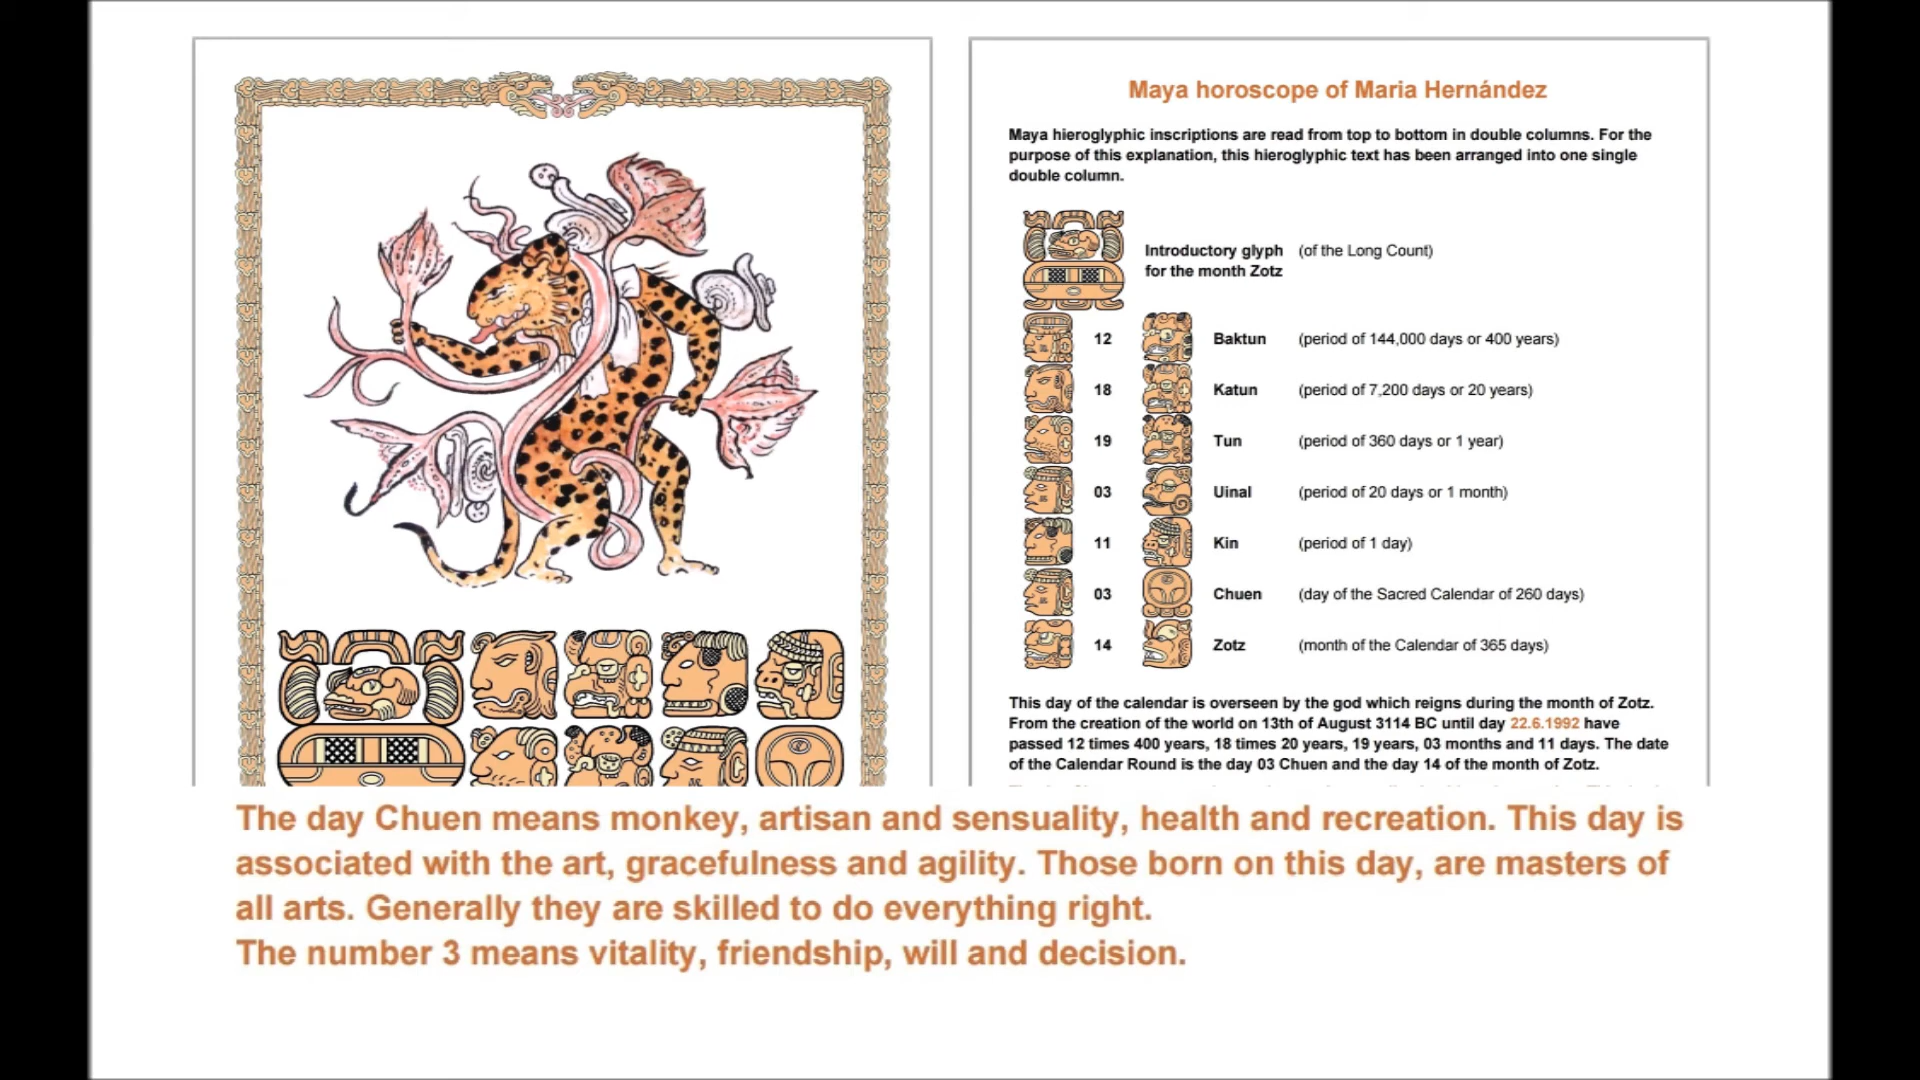 Maya horoscope of Maria Hernández
Maya hieroglyphic inscriptions are read from top to bottom in double columns. For the
purpose of this explanation, this hieroglyphic text has been arranged into one single
double column.
Introductory glyph (of the Long Count)
for the month Zotz
12 Baktun (period of 144,000 days or 400 years)
18 Katun (period of 7,200 days or 20 years)
19 Tun (period of 360 days or 1 year)
03 Uinal (period of 20 days or 1 month)
11 Kin (period of 1 day)
03 Chuen (day of the Sacred Calendar of 260 days)
14 Zotz (month of the Calendar of 365 days)
This day of the calendar is overseen by the god which reigns during the month of Zotz.
From the creation of the world on 13th of August 3114 BC until day 22.6.1992 have
passed 12 times 400 years, 18 times 20 years, 19 years, 03 months and 11 days. The date
of the Calendar Round is the day 03 Chuen and the day 14 of the month of Zotz.
The day Chuen means monkey, artisan and sensuality, health and recreation. This day is
associated with the art, gracefulness and agility. Those born on this day, are masters of
all arts. Generally they are skilled to do everything right.
The number 3 means vitality, friendship, will and decision.